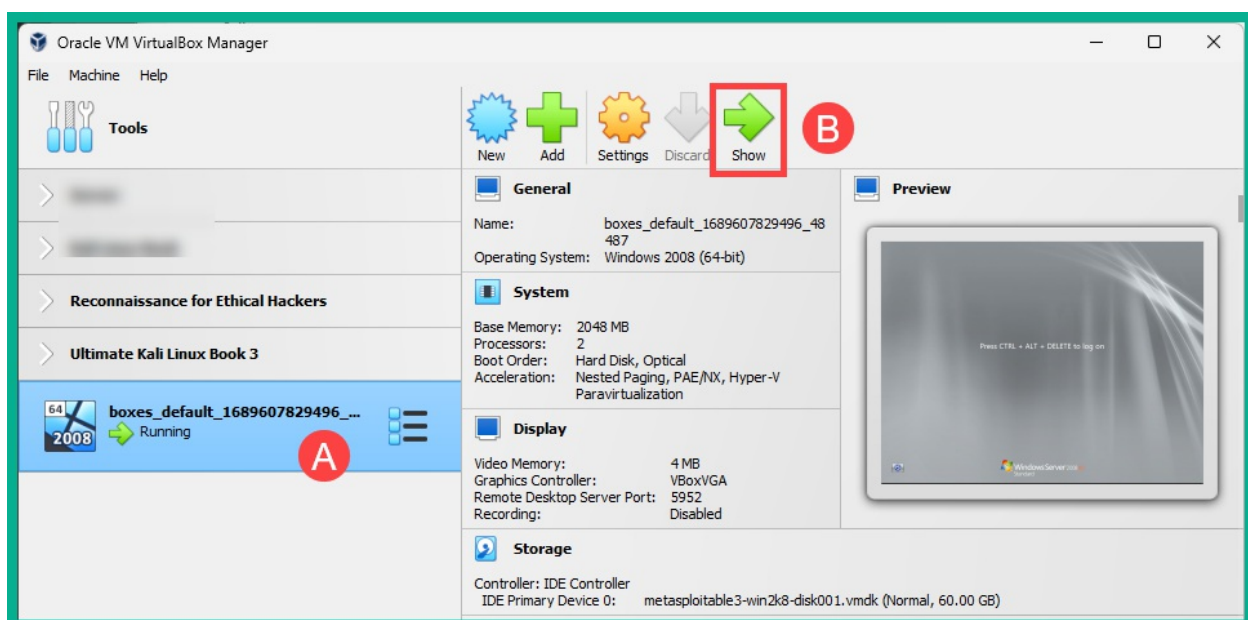 Oracle VM VirtualBox Manager
File Machine Help
Tools
New Add Settings Discard Show
B
Reconnaissance for Ethical Hackers
Ultimate Kali Linux Book 3
64
2008
boxes_default_1689607829496_...
Running
A
General
Name: boxes_default_1689607829496_48
487
Operating System: Windows 2008 (64-bit)
System
Base Memory: 2048 MB
Processors: 2
Boot Order: Hard Disk, Optical
Acceleration: Nested Paging, PAE/NX, Hyper-V
Paravirtualization
Display
Video Memory: 4 MB
Graphics Controller: VBoxVGA
Remote Desktop Server Port: 5952
Recording: Disabled
Storage
Controller: IDE Controller
IDE Primary Device 0: metasploitable3-win2k8-disk001.vmdk (Normal, 60.00 GB)
Preview
Press CTRL + ALT + DELETE to log on
Windows Server